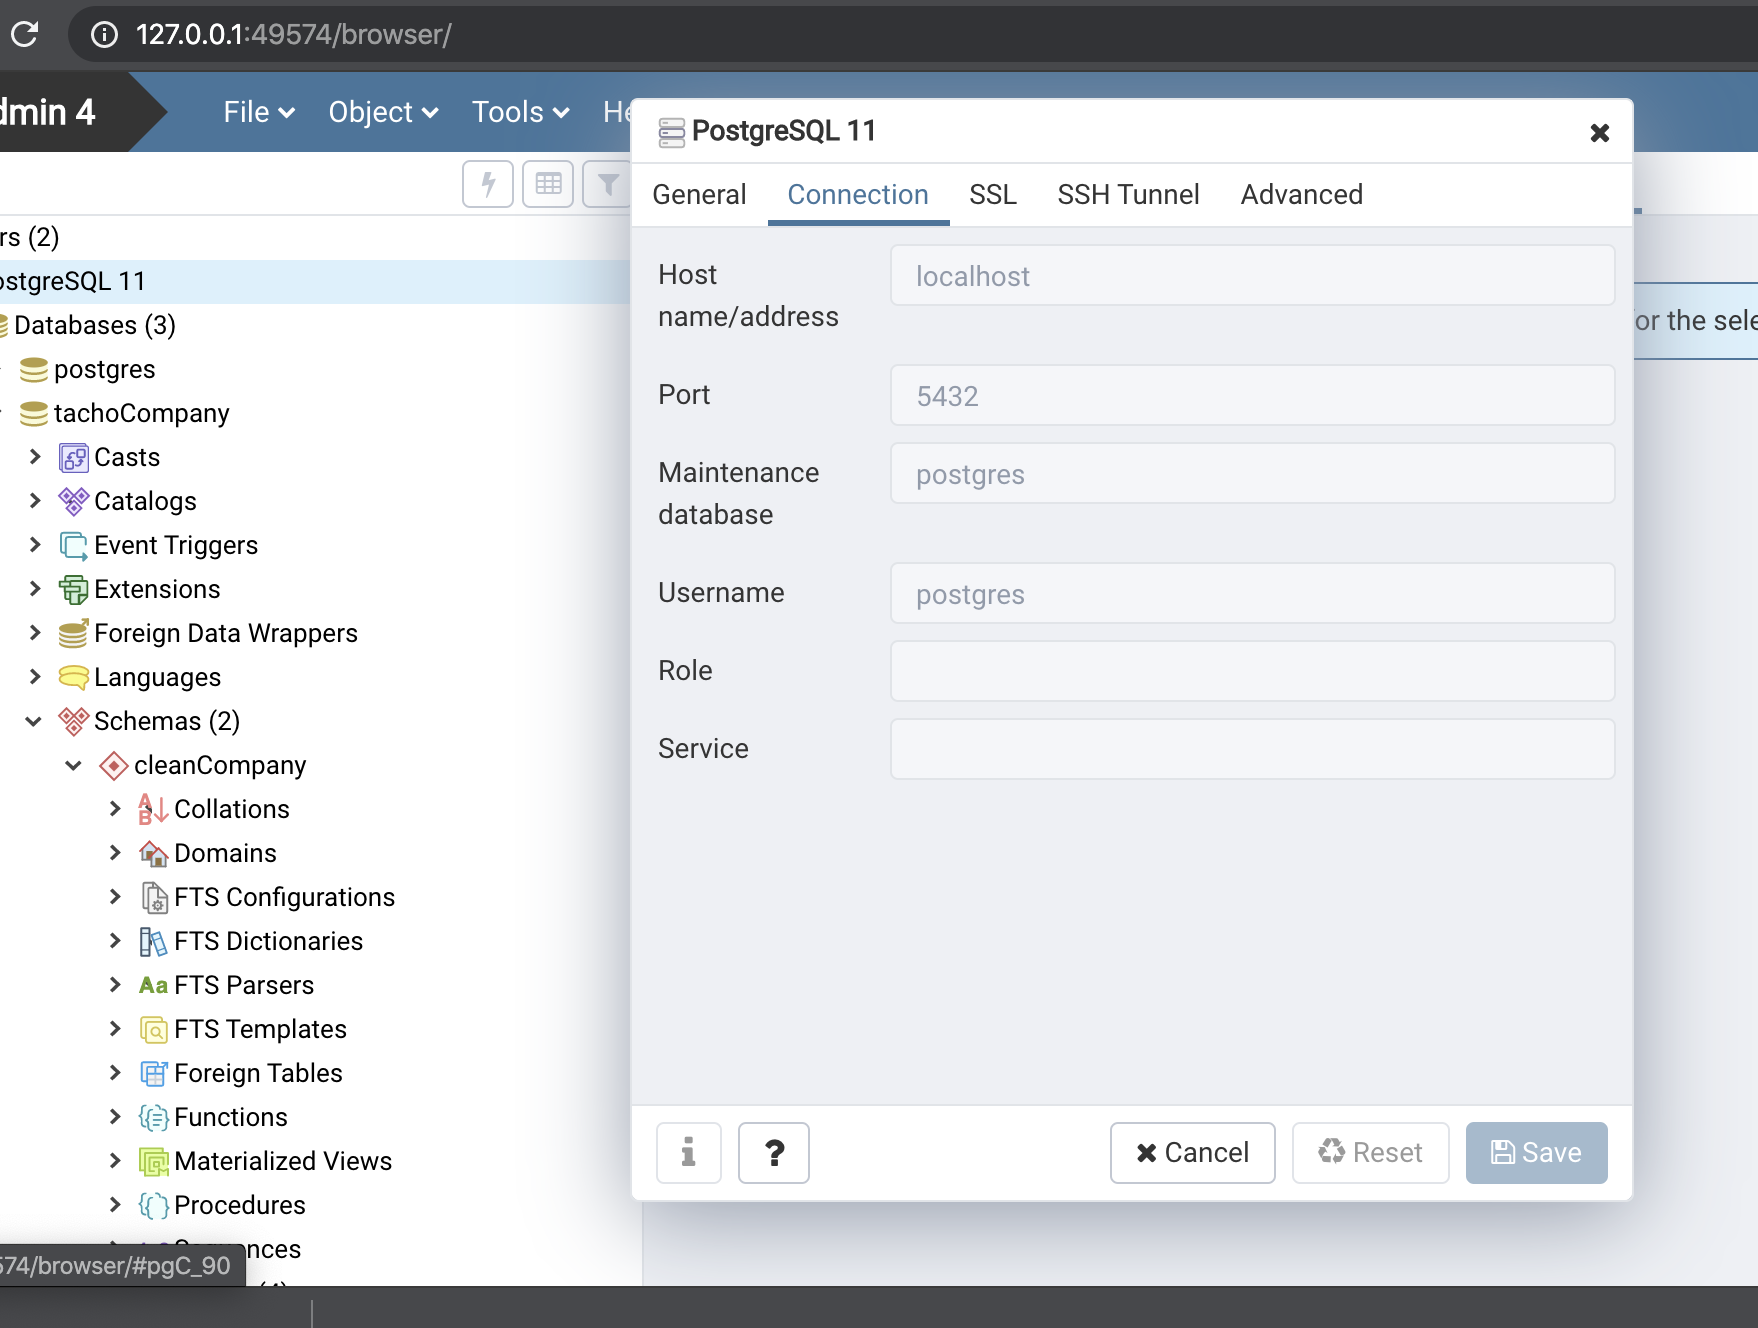 127.0.0.1:49574/browser/
dmin 4
File
Object
Tools
He
PostgreSQL 11
General
Connection
SSL
SSH Tunnel
Advanced
rs (2)
ostgreSQL 11
Databases (3)
postgres
tachoCompany
Casts
Catalogs
Event Triggers
Extensions
Foreign Data Wrappers
Languages
Schemas (2)
cleanCompany
Collations
Domains
FTS Configurations
FTS Dictionaries
Aa FTS Parsers
FTS Templates
Foreign Tables
Functions
Materialized Views
Procedures
Sequences
574/browser/#pgC_90
Host name/address
localhost
Port
5432
Maintenance database
postgres
Username
postgres
Role
Service
or the sele
i
?
Cancel
Reset
Save